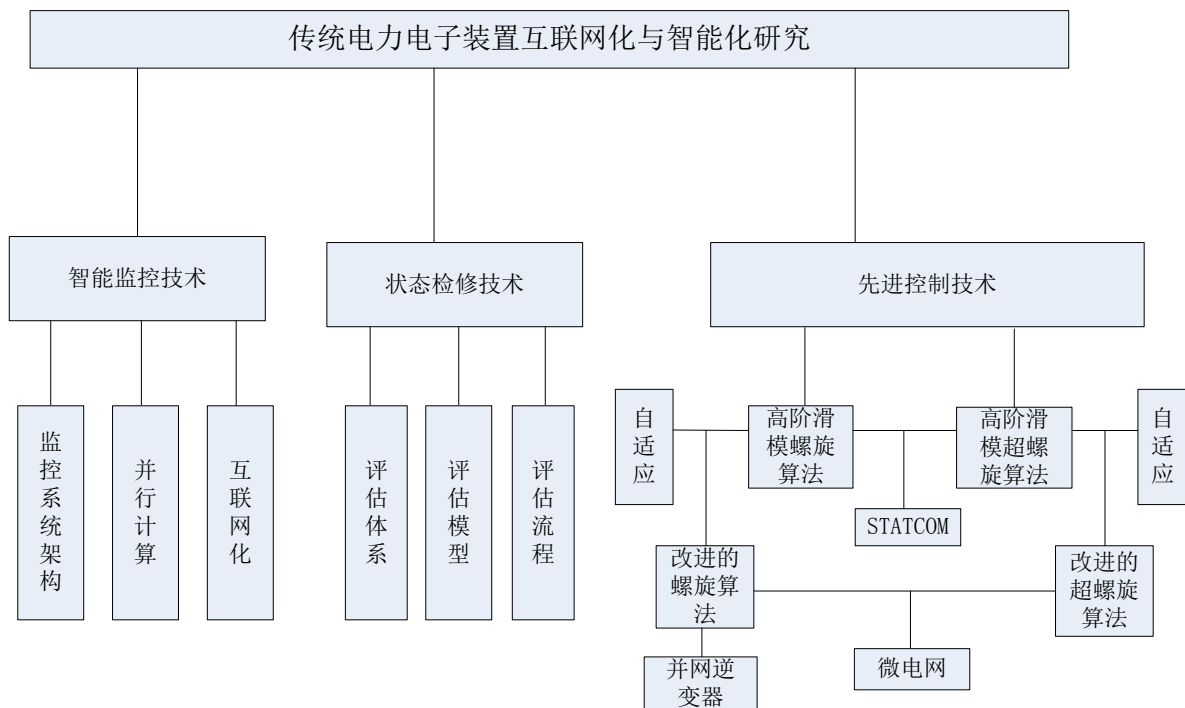 传统电力电子装置互联网化与智能化研究
智能监控技术
状态检修技术
先进控制技术
监控系统架构
并行计算
互联网化
评估体系
评估模型
评估流程
自适应
高阶滑
模螺旋
算法
高阶滑
模超螺
旋算法
自适应
STATCOM
改进的
螺旋算
法
改进的
超螺旋
算法
并网逆
变器
微电网